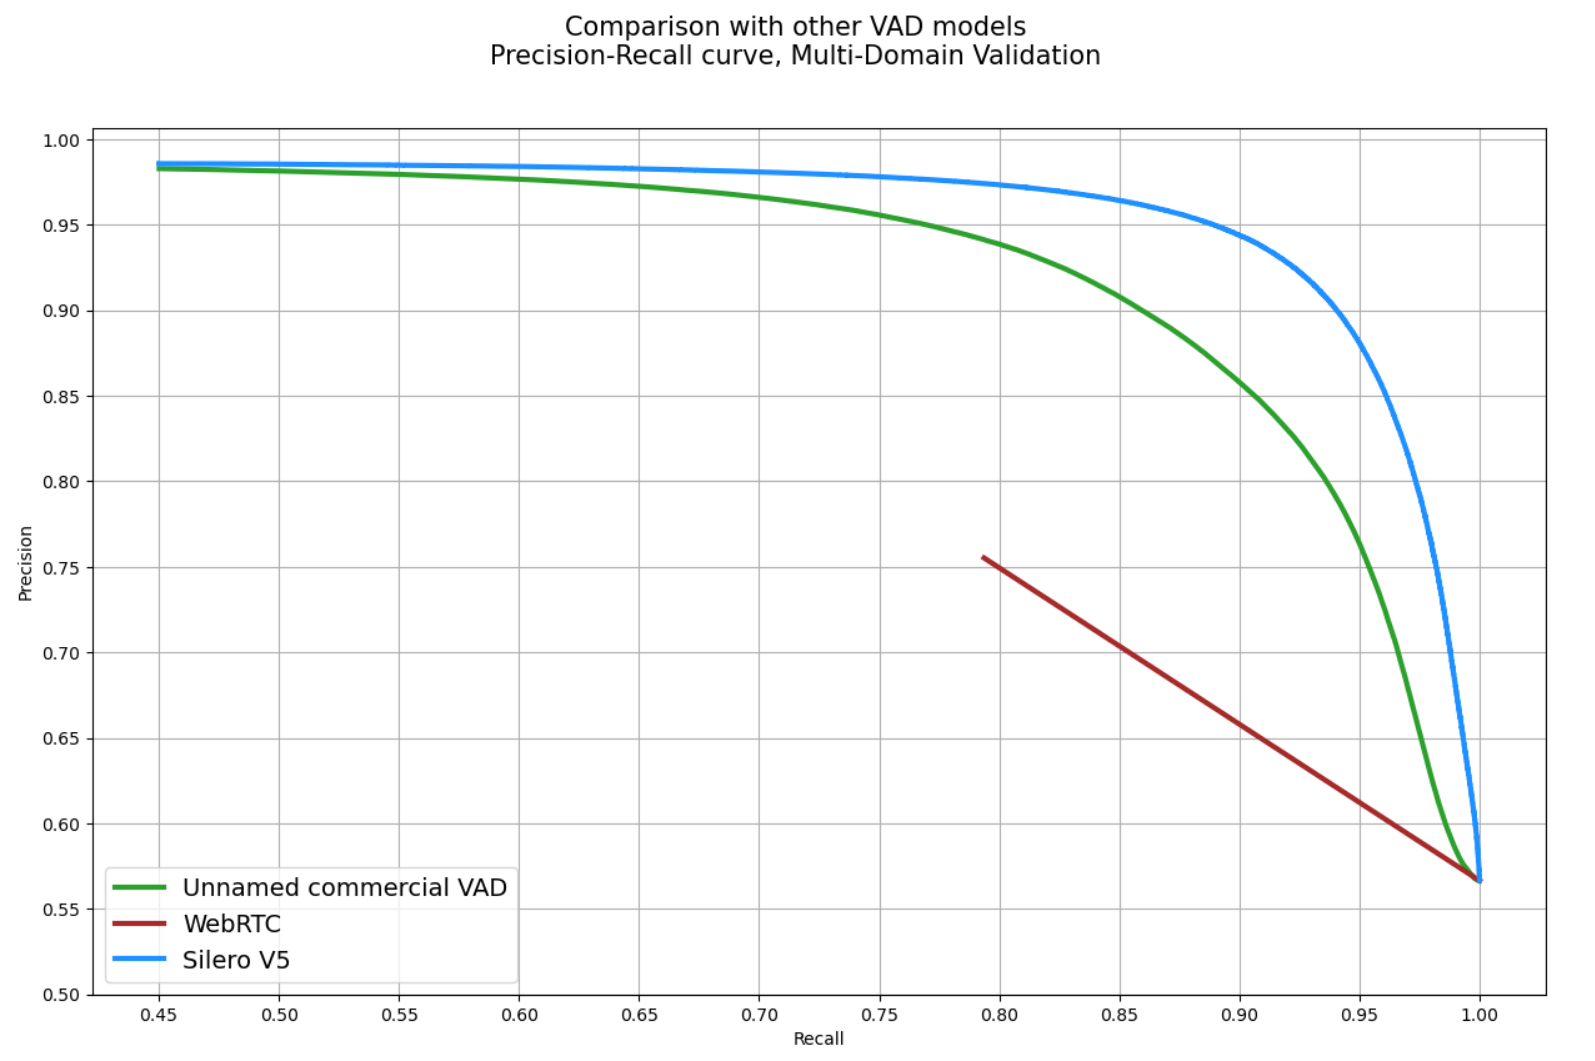 Comparison with other VAD models
Precision-Recall curve, Multi-Domain Validation
1.00
0.95
0.90
0.85
0.80
0.75
0.70
0.65
0.60
0.55
0.50
Precision
Unnamed commercial VAD
WebRTC
Silero V5
0.45 0.50 0.55 0.60 0.65 0.70 0.75 0.80 0.85 0.90 0.95 1.00
Recall